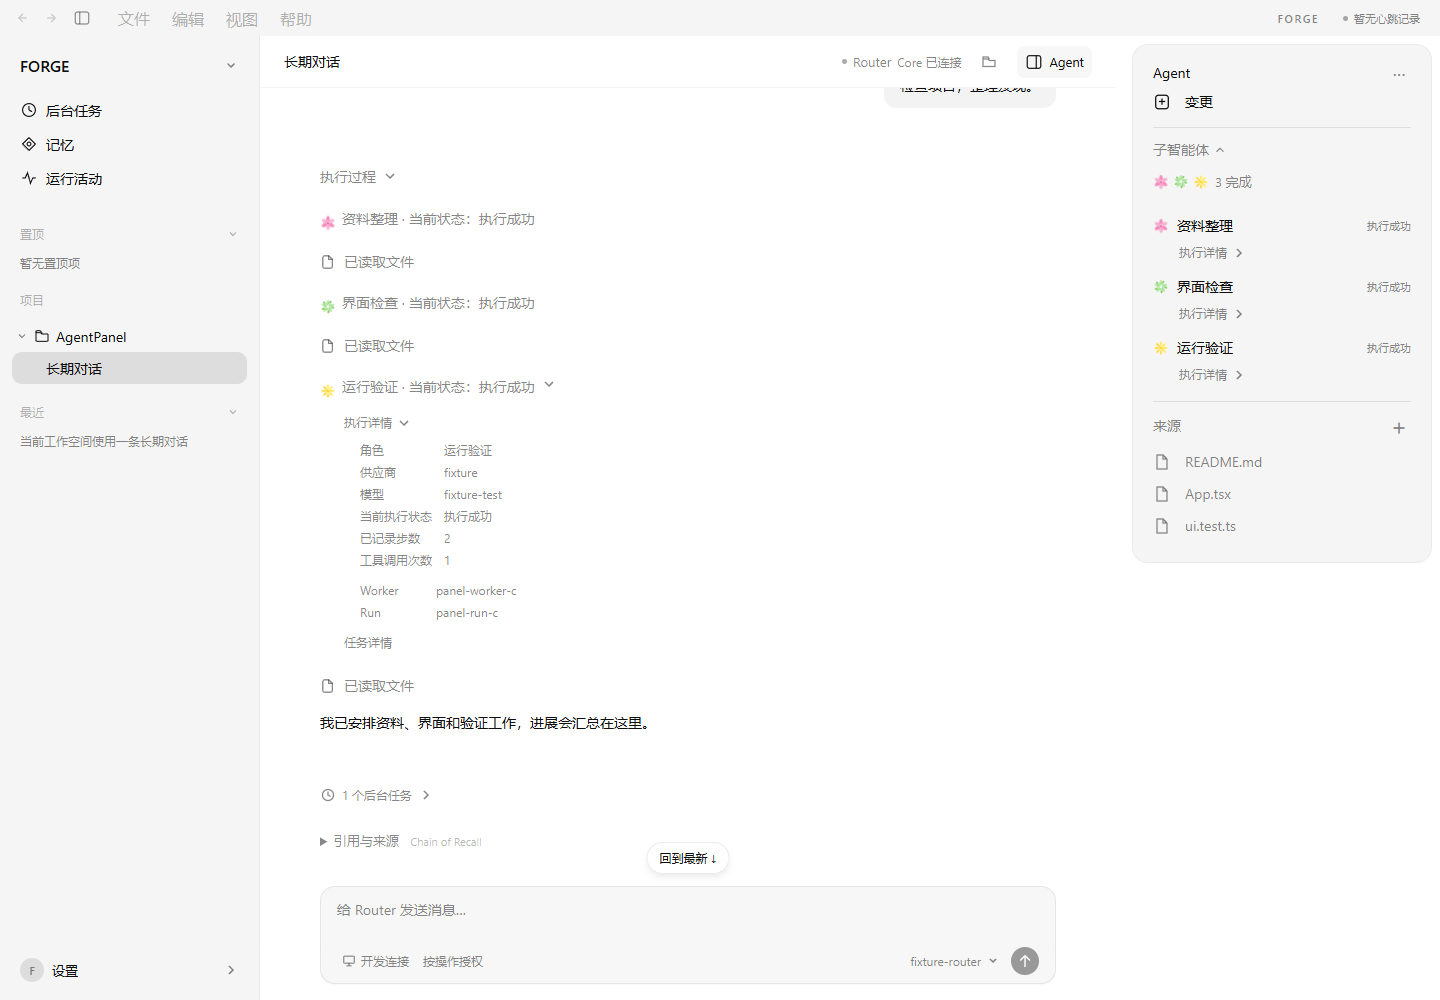 文件 编辑 视图 帮助
FORGE 暂无心跳记录
FORGE
后台任务
记忆
运行活动
置顶
暂无置顶项
项目
AgentPanel
长期对话
最近
当前工作空间使用一条长期对话
F 设置
长期对话
Router Core 已连接
Agent
检查项目，整理发现。
执行过程
资料整理 · 当前状态：执行成功
已读取文件
界面检查 · 当前状态：执行成功
已读取文件
运行验证 · 当前状态：执行成功
执行详情
角色 运行验证
供应商 fixture
模型 fixture-test
当前执行状态 执行成功
已记录步数 2
工具调用次数 1
Worker panel-worker-c
Run panel-run-c
任务详情
已读取文件
我已安排资料、界面和验证工作，进展会汇总在这里。
1 个后台任务
引用与来源 Chain of Recall
回到最新 ↓
给 Router 发送消息...
开发连接 按操作授权
fixture-router
Agent
变更
子智能体
3 完成
资料整理 执行成功
执行详情
界面检查 执行成功
执行详情
运行验证 执行成功
执行详情
来源
README.md
App.tsx
ui.test.ts